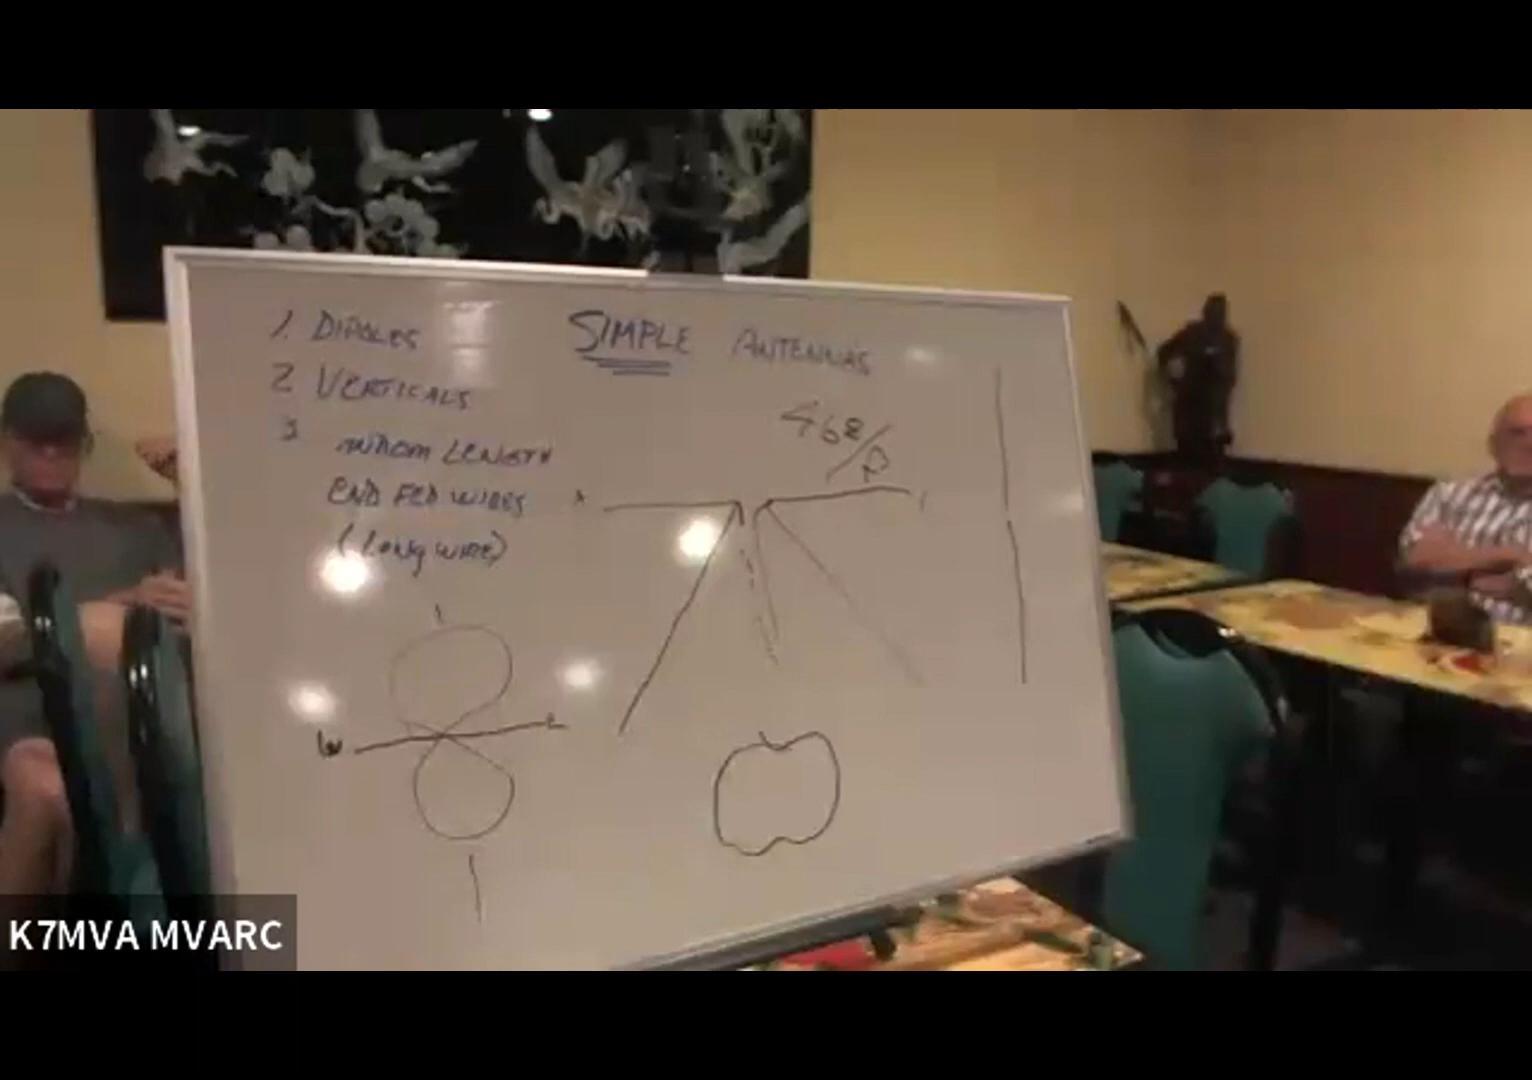 SIMPLE ANTENNAS
1. DIPOLES
2 VERTICALS
3 RANDOM LENGTH
END FED WIRES
(LONG WIRE)
468/
W
K7MVA MVARC